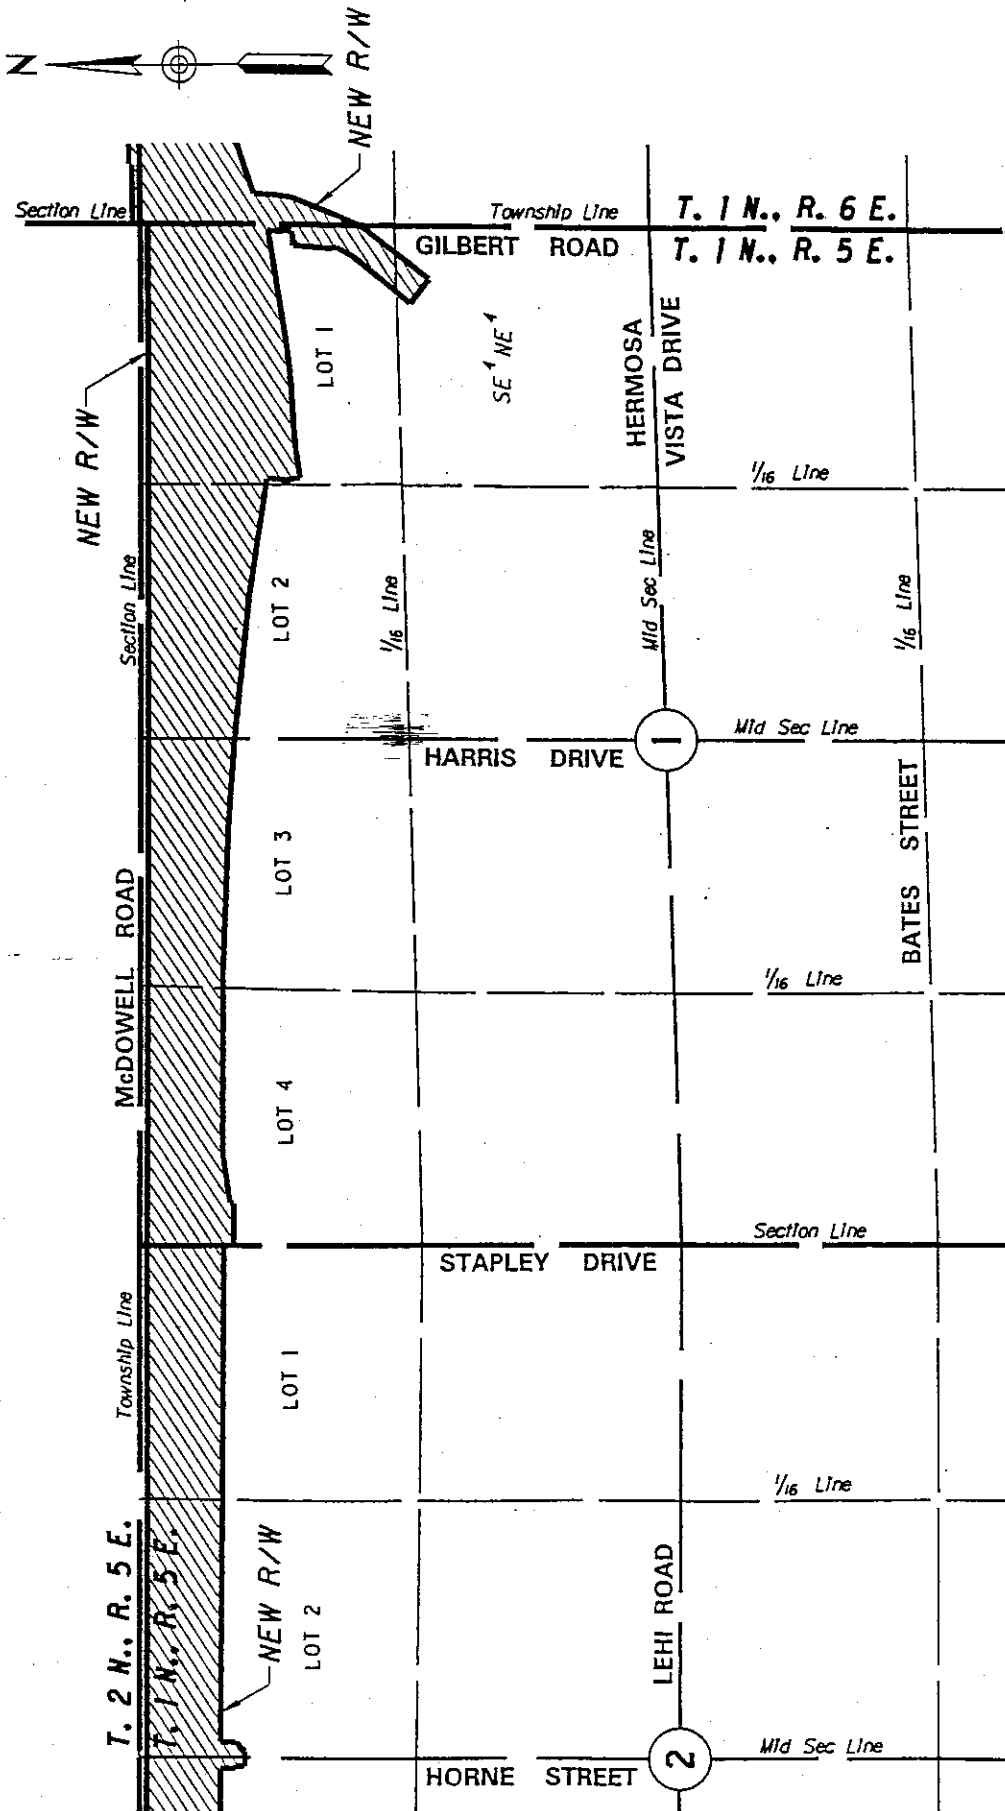 N
NEW R/W
Section Line
Township Line
T. 1 N., R. 6 E.
GILBERT ROAD
T. 1 N., R. 5 E.
NEW R/W
LOT 1
SE¼ NE¼
HERMOSA
VISTA DRIVE
1/16 Line
Section Line
LOT 2
1/16 Line
Mid Sec Line
1/16 Line
HARRIS DRIVE
1
Mid Sec Line
McDOWELL ROAD
LOT 3
BATES STREET
1/16 Line
LOT 4
Section Line
STAPLEY DRIVE
Township Line
LOT 1
1/16 Line
T. 2 N., R. 5 E.
T. 1 N., R. 5 E.
NEW R/W
LOT 2
LEHI ROAD
HORNE STREET
2
Mid Sec Line